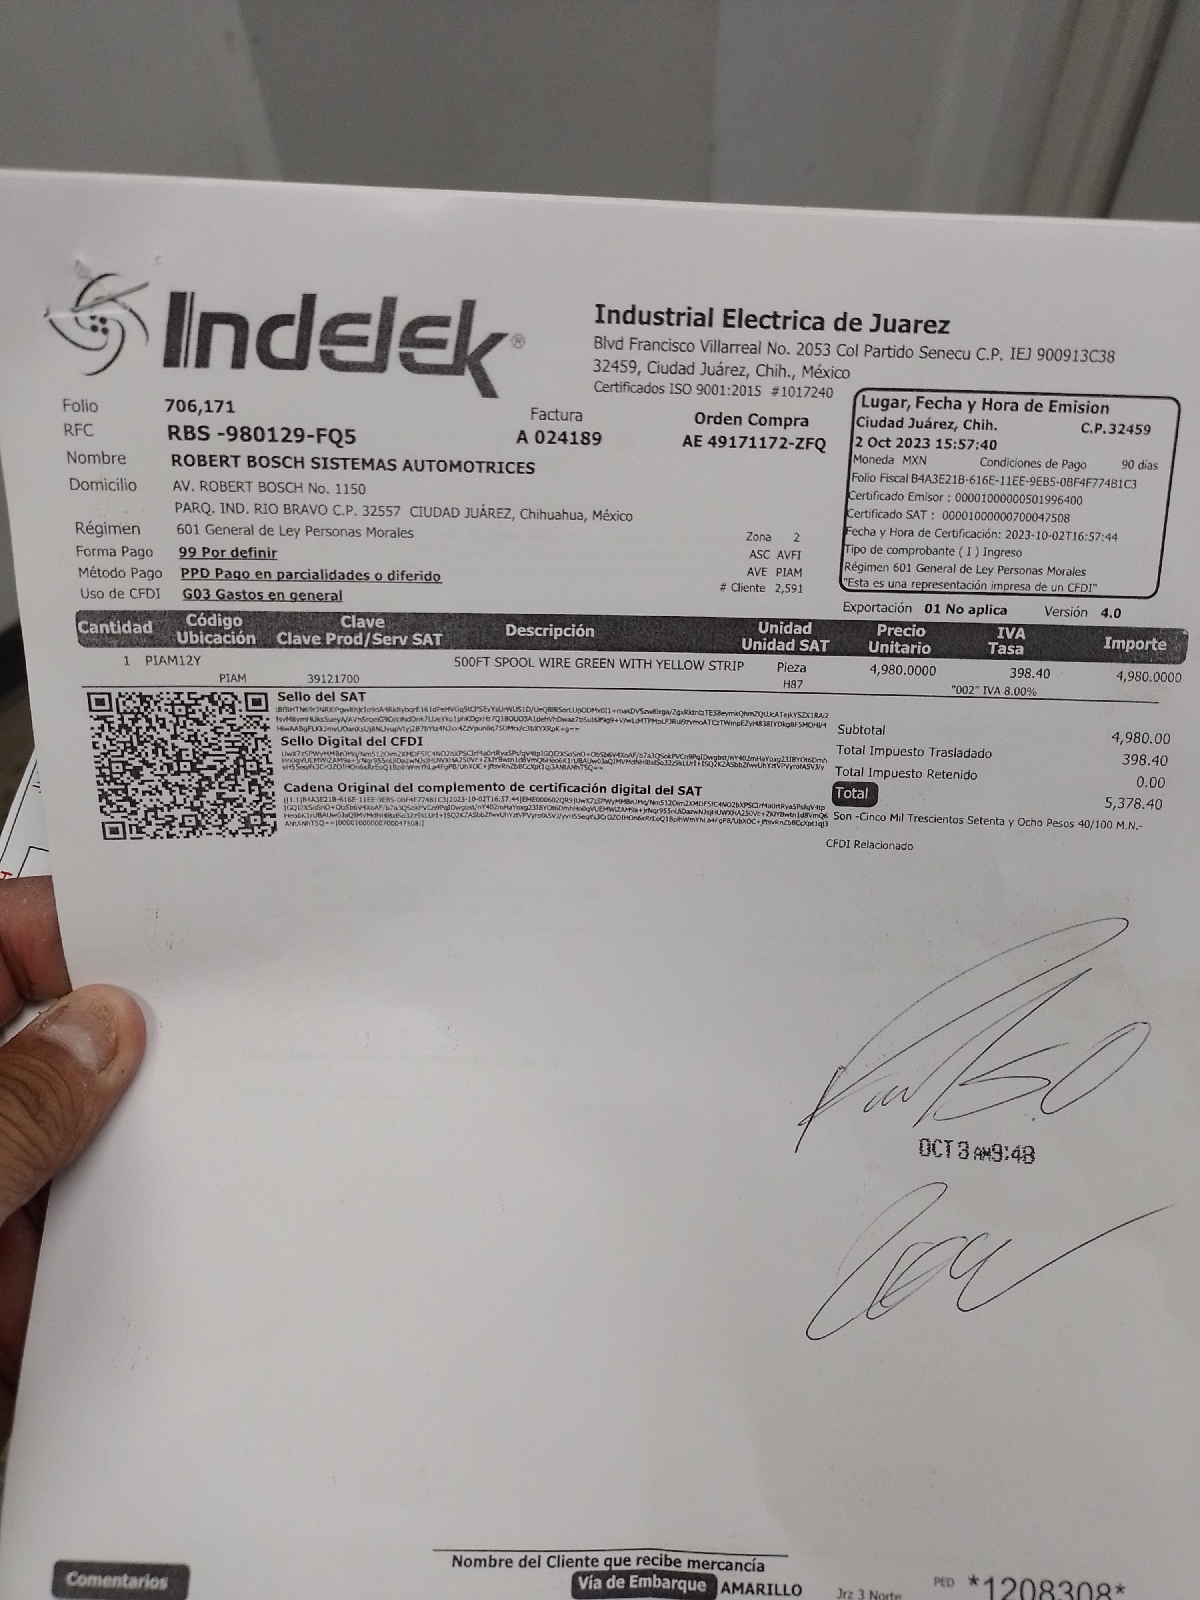 Indelek®
Industrial Electrica de Juarez
Blvd Francisco Villarreal No. 2053 Col Partido Senecu C.P. IEJ 900913C38
32459, Ciudad Juárez, Chih., México
Certificados ISO 9001:2015 #1017240
Folio 706,171
Factura
Orden Compra
RFC RBS -980129-FQ5
A 024189
AE 49171172-ZFQ
Nombre ROBERT BOSCH SISTEMAS AUTOMOTRICES
Domicilio AV. ROBERT BOSCH No. 1150
PARQ. IND. RIO BRAVO C.P. 32557 CIUDAD JUÁREZ, Chihuahua, México
Régimen 601 General de Ley Personas Morales
Forma Pago 99 Por definir
Método Pago PPD Pago en parcialidades o diferido
Uso de CFDI G03 Gastos en general
Zona 2
ASC AVFI
AVE PIAM
# Cliente 2,591
Lugar, Fecha y Hora de Emision
Ciudad Juárez, Chih. C.P.32459
2 Oct 2023 15:57:40
Moneda MXN Condiciones de Pago 90 días
Folio Fiscal B4A3E21B-616E-11EE-9EB5-0BF4F774B1C3
Certificado Emisor : 00001000000501996400
Certificado SAT : 00001000000700047508
Fecha y Hora de Certificación: 2023-10-02T16:57:44
Tipo de comprobante ( I ) Ingreso
Régimen 601 General de Ley Personas Morales
"Esta es una representación impresa de un CFDI"
Exportación 01 No aplica Versión 4.0
Cantidad Código Ubicación Clave Clave Prod/Serv SAT Descripción Unidad Unidad SAT Precio Unitario IVA Tasa Importe
1 PIAM12Y 500FT SPOOL WIRE GREEN WITH YELLOW STRIP Pieza 4,980.0000 398.40 4,980.0000
PIAM 39121700 H87 "002" IVA 8.00%
Sello del SAT
Sello Digital del CFDI
Cadena Original del complemento de certificación digital del SAT
Subtotal 4,980.00
Total Impuesto Trasladado 398.40
Total Impuesto Retenido 0.00
Total 5,378.40
Son -Cinco Mil Trescientos Setenta y Ocho Pesos 40/100 M.N.-
CFDI Relacionado
OCT 3 AM 9:48
Nombre del Cliente que recibe mercancía
Comentarios
Vía de Embarque AMARILLO
Jrz 3 Norte
PED *1208308*